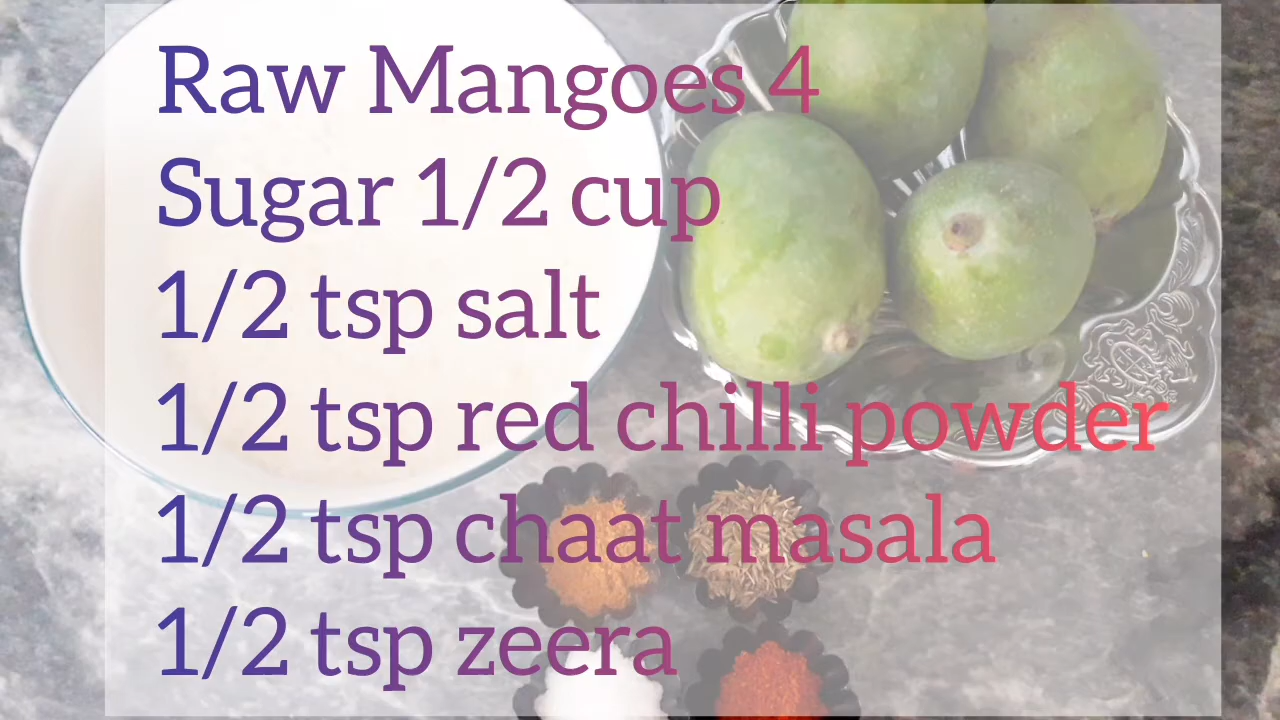 Raw Mangoes 4
Sugar 1/2 cup
1/2 tsp salt
1/2 tsp red chilli powder
1/2 tsp chaat masala
1/2 tsp zeera